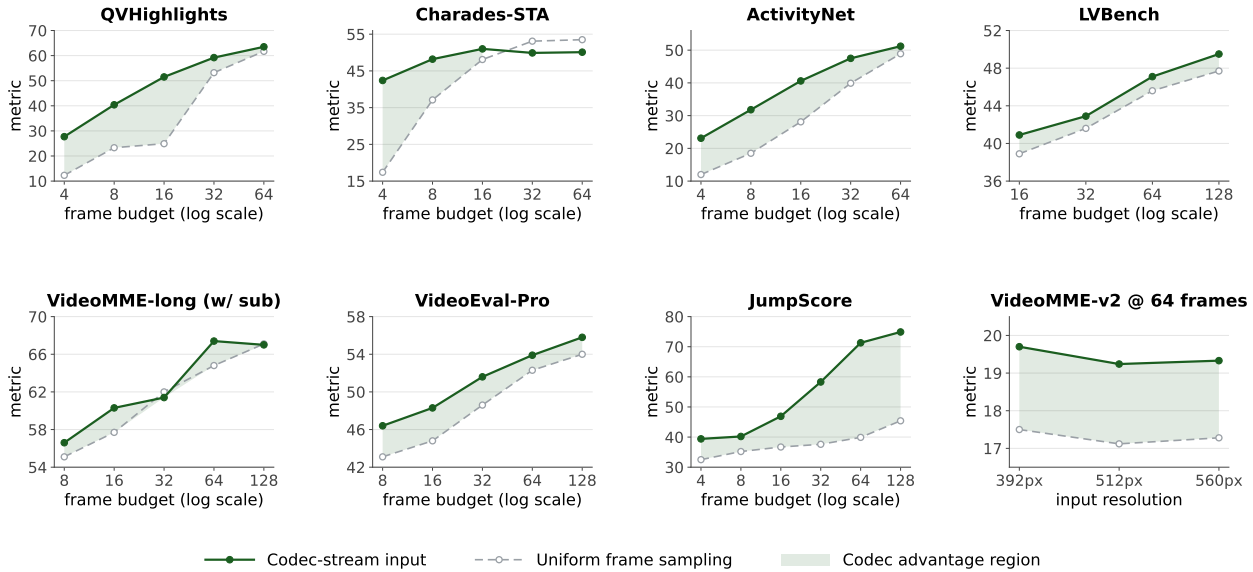 QVHighlights
70
60
50
40
30
20
10
metric
4 8 16 32 64
frame budget (log scale)
Charades-STA
55
45
35
25
15
metric
4 8 16 32 64
frame budget (log scale)
ActivityNet
50
40
30
20
10
metric
4 8 16 32 64
frame budget (log scale)
LVBench
52
48
44
40
36
metric
16 32 64 128
frame budget (log scale)
VideoMME-long (w/ sub)
70
66
62
58
54
metric
8 16 32 64 128
frame budget (log scale)
VideoEval-Pro
58
54
50
46
42
metric
8 16 32 64 128
frame budget (log scale)
JumpScore
80
70
60
50
40
30
metric
4 8 16 32 64 128
frame budget (log scale)
VideoMME-v2 @ 64 frames
20
19
18
17
metric
392px 512px 560px
input resolution
Codec-stream input
Uniform frame sampling
Codec advantage region